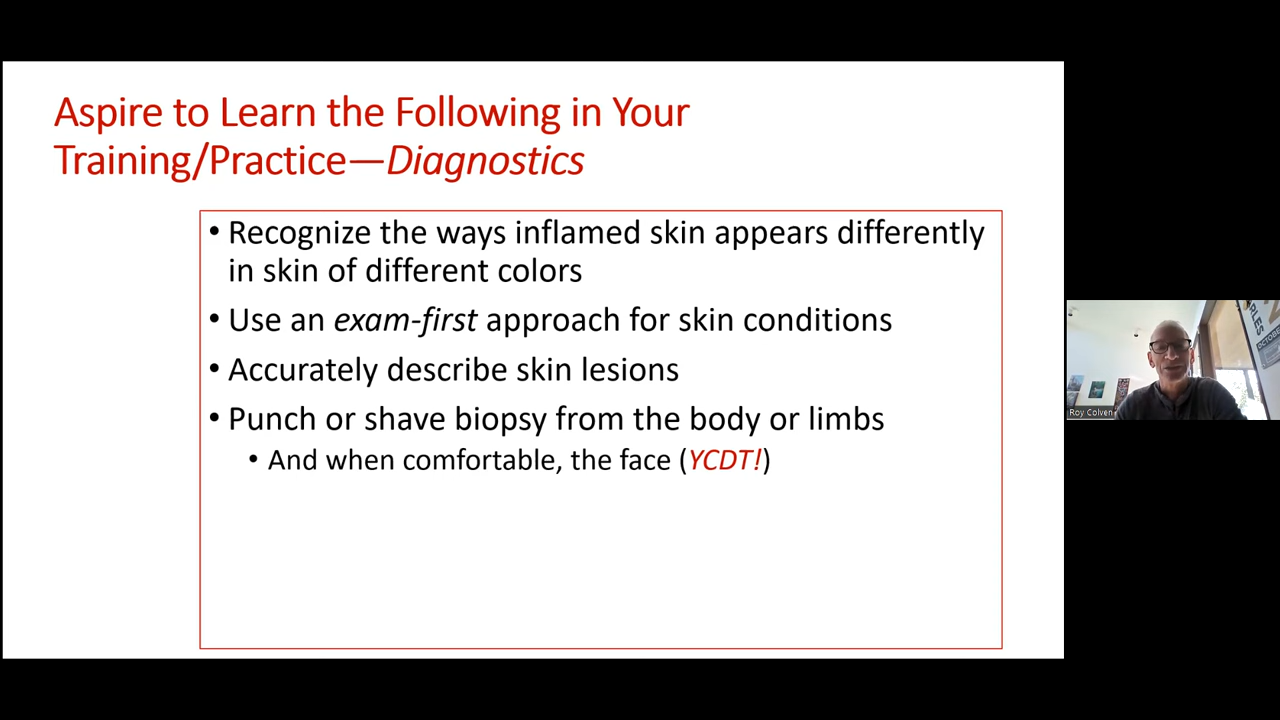 Aspire to Learn the Following in Your
Training/Practice—Diagnostics
• Recognize the ways inflamed skin appears differently
in skin of different colors
• Use an exam-first approach for skin conditions
• Accurately describe skin lesions
• Punch or shave biopsy from the body or limbs
• And when comfortable, the face (YCDT!)
Roy Colven